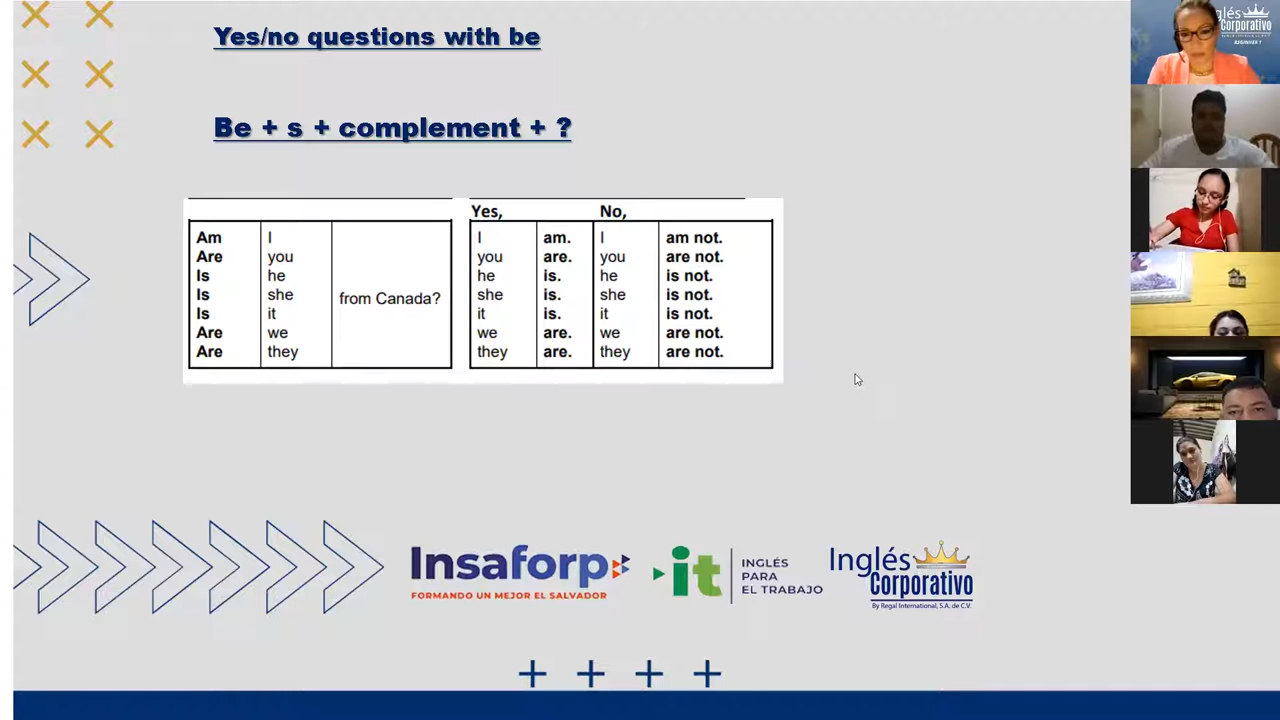 Yes/no questions with be
Be + s + complement + ?
Yes, No,
Am I I am. I am not.
Are you you are. you are not.
Is he he is. he is not.
Is she from Canada? she is. she is not.
Is it it is. it is not.
Are we we are. we are not.
Are they they are. they are not.
Insaforp
FORMANDO UN MEJOR EL SALVADOR
it
INGLÉS
PARA
EL TRABAJO
Inglés
Corporativo
By Regal International, S.A. de C.V.
glés
Corporativo
BEGINNER 1